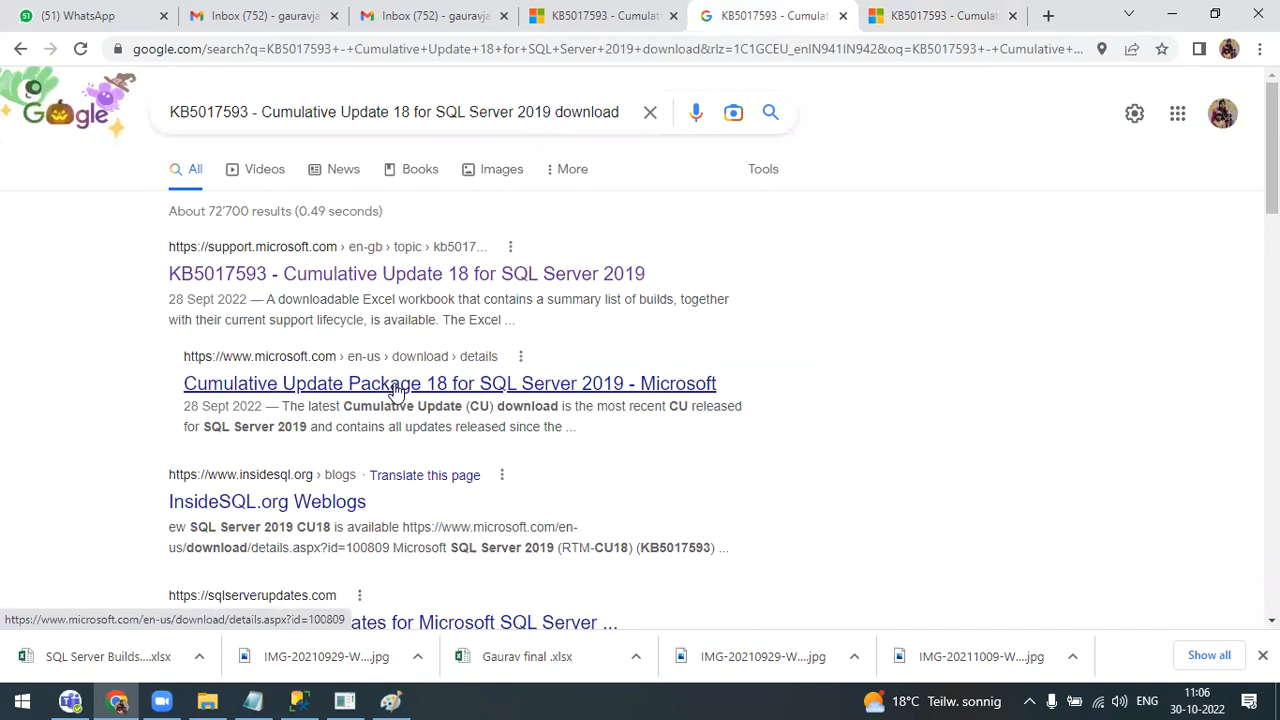 WhatsApp
Inbox (752) - gauravja
Inbox (752) - gauravja
KB5017593 - Cumulat
KB5017593 - Cumulat
KB5017593 - Cumulat
google.com/search?q=KB5017593+-+Cumulative+Update+18+for+SQL+Server+2019+download&rlz=1C1GCEU_enIN941IN942&oq=KB5017593+-+Cumulative+...
Google
KB5017593 - Cumulative Update 18 for SQL Server 2019 download
All
Videos
News
Books
Images
More
Tools
About 72'700 results (0.49 seconds)
https://support.microsoft.com › en-gb › topic › kb5017...
KB5017593 - Cumulative Update 18 for SQL Server 2019
28 Sept 2022 — A downloadable Excel workbook that contains a summary list of builds, together
with their current support lifecycle, is available. The Excel ...
https://www.microsoft.com › en-us › download › details
Cumulative Update Package 18 for SQL Server 2019 - Microsoft
28 Sept 2022 — The latest Cumulative Update (CU) download is the most recent CU released
for SQL Server 2019 and contains all updates released since the ...
https://www.insidesql.org › blogs · Translate this page
InsideSQL.org Weblogs
ew SQL Server 2019 CU18 is available https://www.microsoft.com/en-
us/download/details.aspx?id=100809 Microsoft SQL Server 2019 (RTM-CU18) (KB5017593) ...
https://sqlserverupdates.com
https://www.microsoft.com/en-us/download/details.aspx?id=100809
ates for Microsoft SQL Server ...
SQL Server Builds....xlsx
IMG-20210929-W....jpg
Gaurav final .xlsx
IMG-20210929-W....jpg
IMG-20211009-W....jpg
Show all
18°C Teilw. sonnig
ENG
11:06
30-10-2022